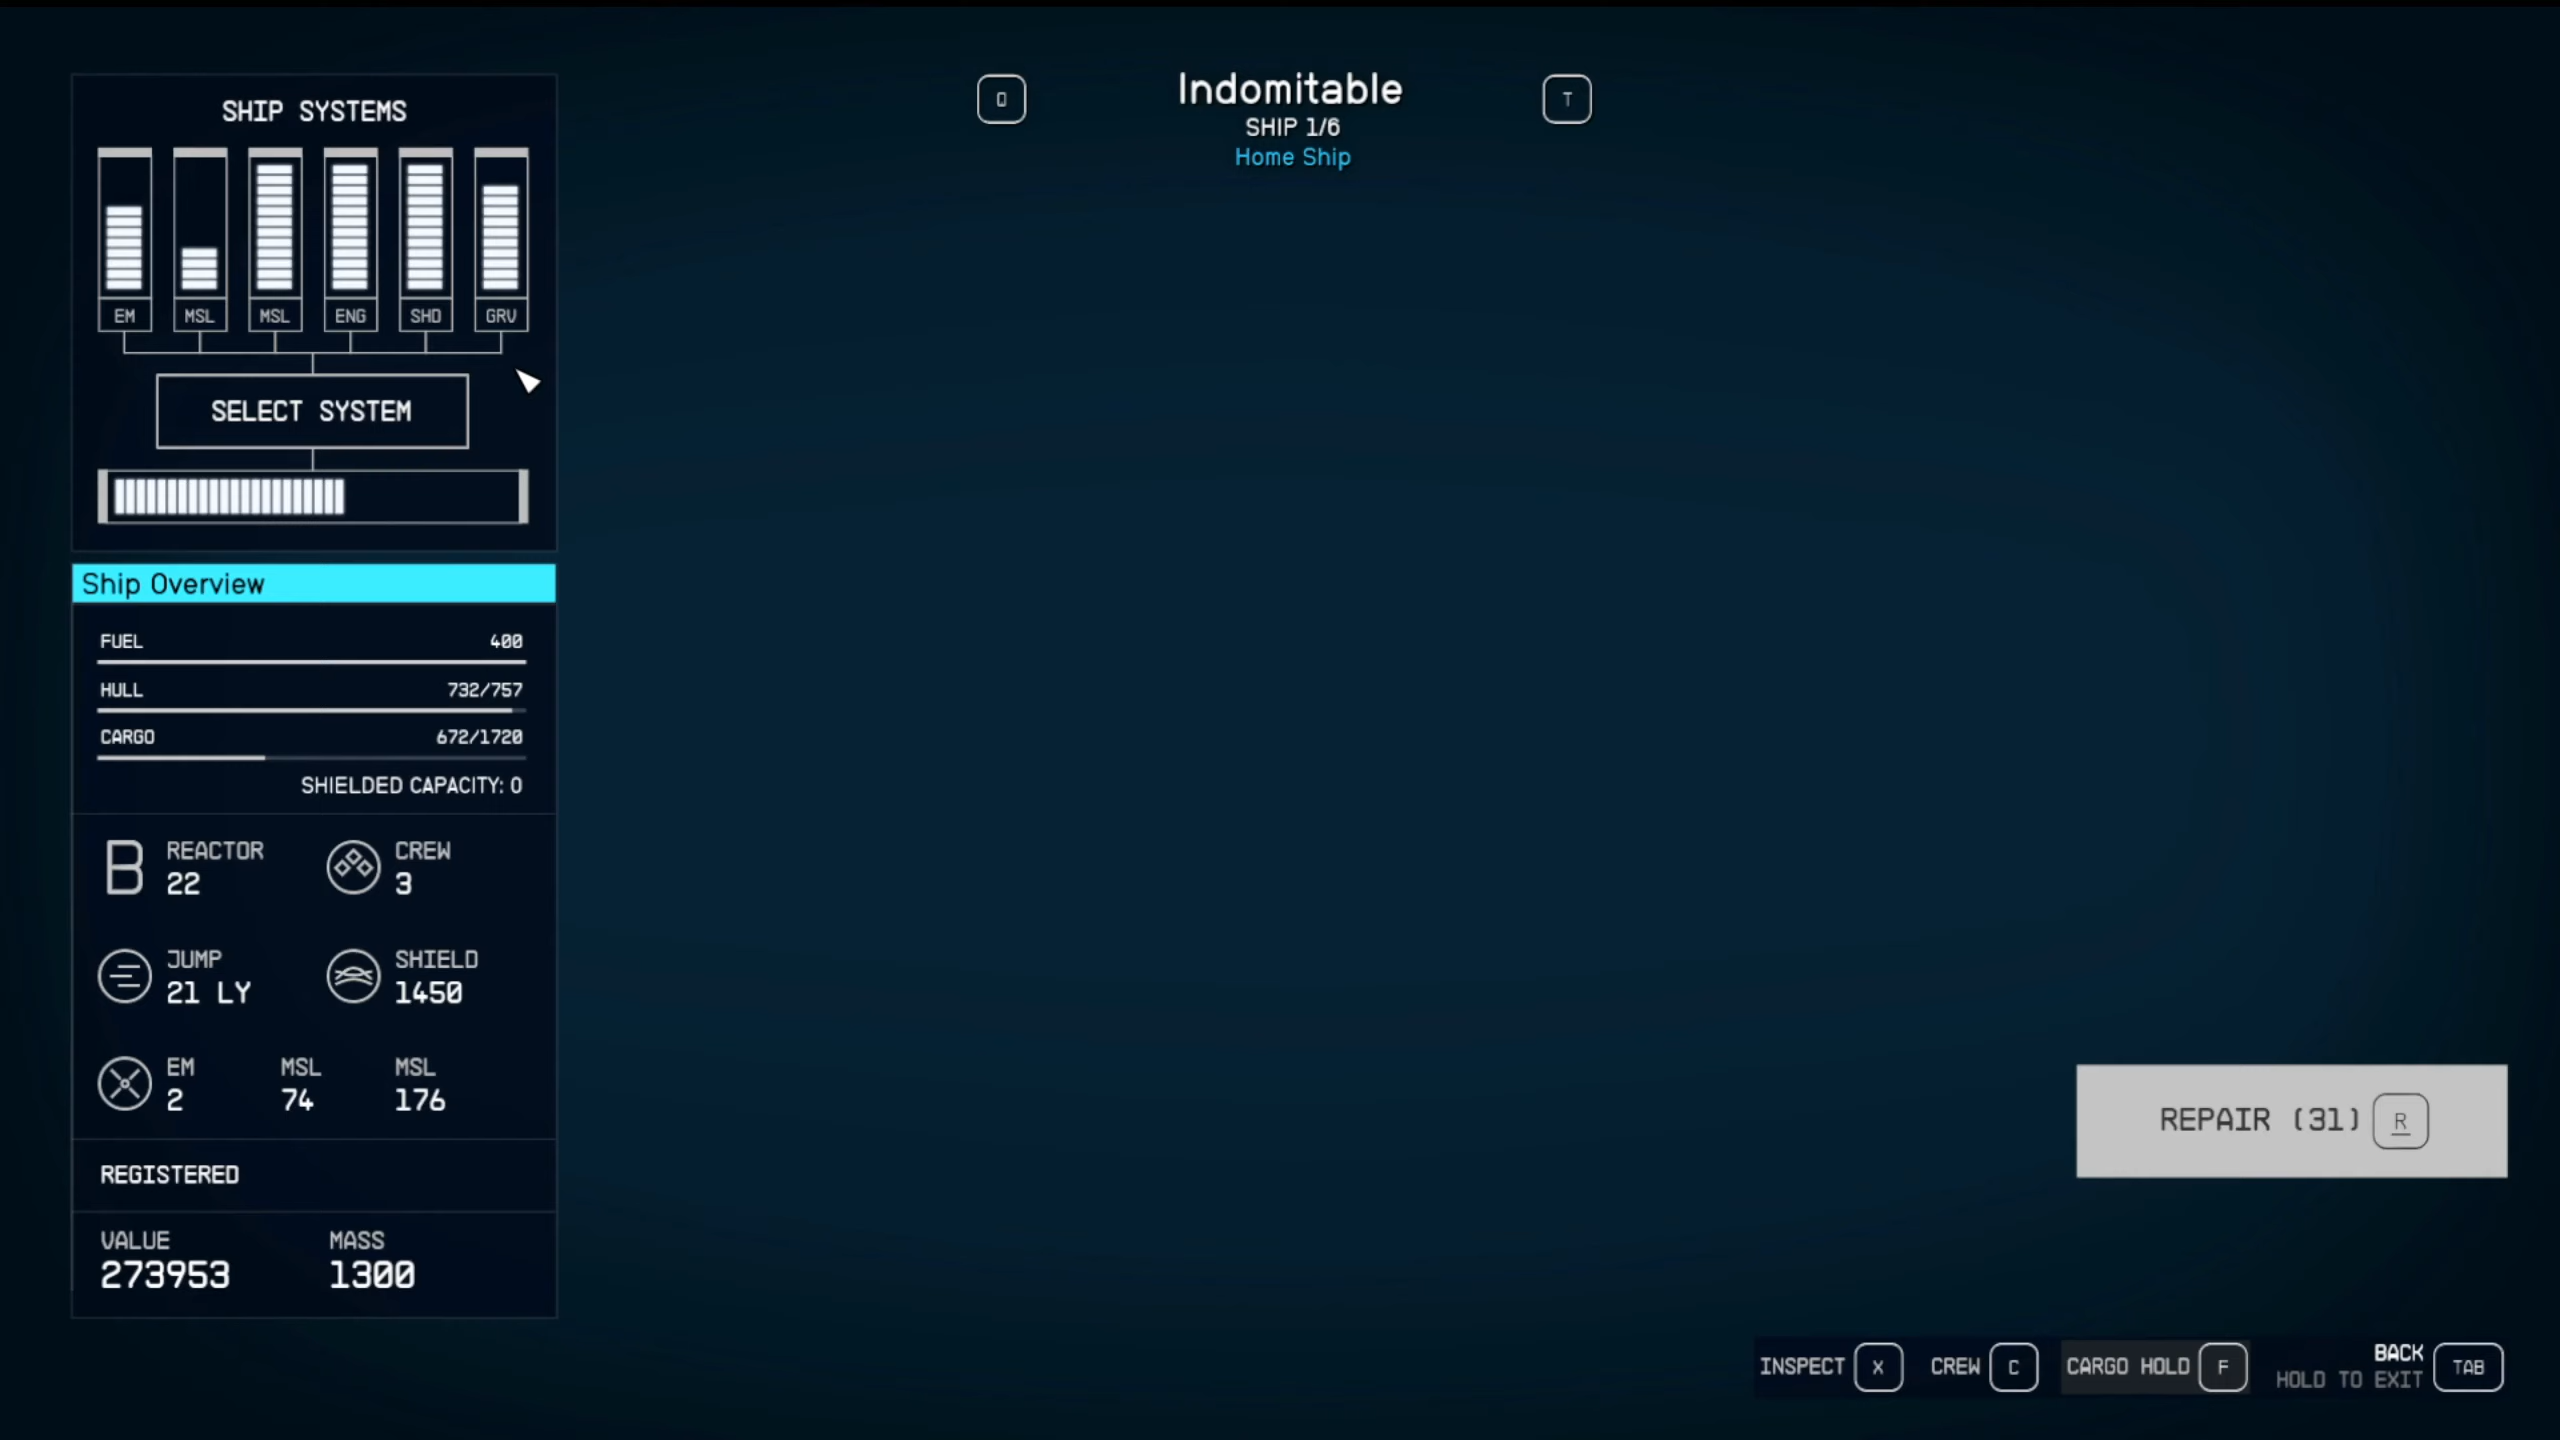 SHIP SYSTEMS
EM MSL MSL ENG SHD GRV
SELECT SYSTEM
Q Indomitable T
SHIP 1/6
Home Ship
Ship Overview
FUEL 400
HULL 732/757
CARGO 672/1720
SHIELDED CAPACITY: 0
B REACTOR 22
CREW 3
JUMP 21 LY
SHIELD 1450
EM 2
MSL 74
MSL 176
REGISTERED
VALUE 273953
MASS 1300
REPAIR (31) R
INSPECT X CREW C CARGO HOLD F BACK TAB
HOLD TO EXIT